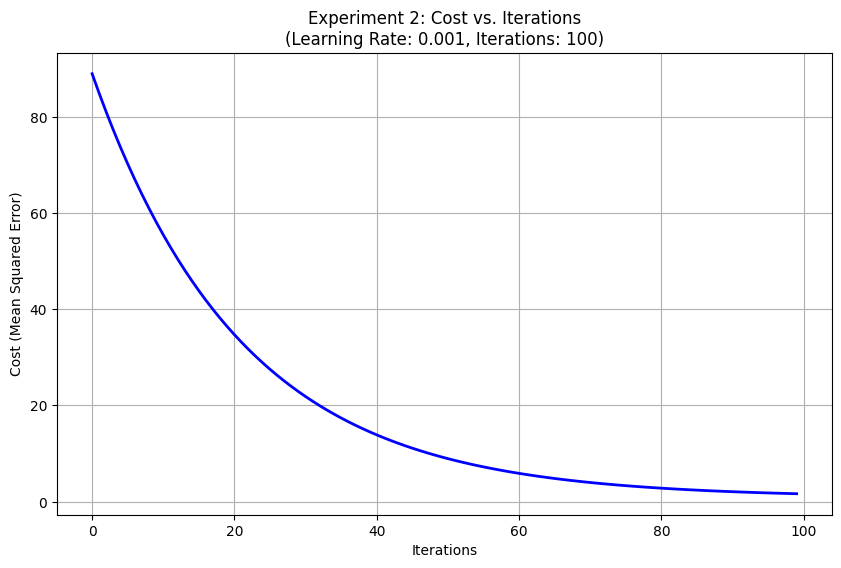 Experiment 2: Cost vs. Iterations
(Learning Rate: 0.001, Iterations: 100)
Cost (Mean Squared Error)
80
60
40
20
0
0 20 40 60 80 100
Iterations